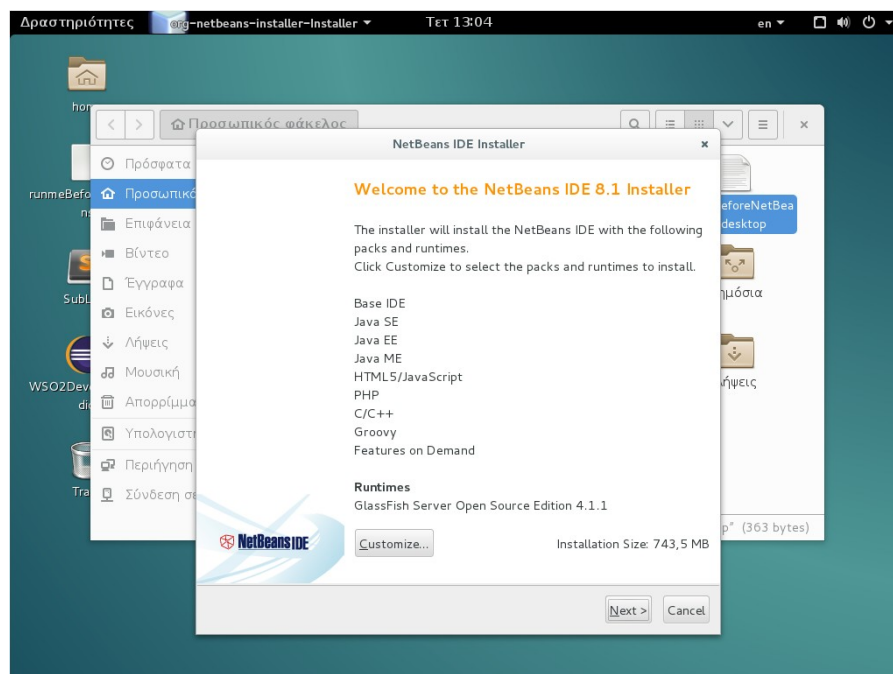 Δραστηριότητες
org-netbeans-installer-Installer
Τετ 13:04
en
Προσωπικός φάκελος
Πρόσφατα
Επιφάνεια
Βίντεο
Έγγραφα
Εικόνες
Λήψεις
Μουσική
Περιήγηση
Σύνδεση
NetBeans IDE Installer
Welcome to the NetBeans IDE 8.1 Installer
The installer will install the NetBeans IDE with the following
packs and runtimes.
Click Customize to select the packs and runtimes to install.
Base IDE
Java SE
Java EE
Java ME
HTML5/JavaScript
PHP
C/C++
Groovy
Features on Demand
Runtimes
GlassFish Server Open Source Edition 4.1.1
NetBeans IDE
Customize...
Installation Size: 743,5 MB
Next >
Cancel
desktop
(363 bytes)